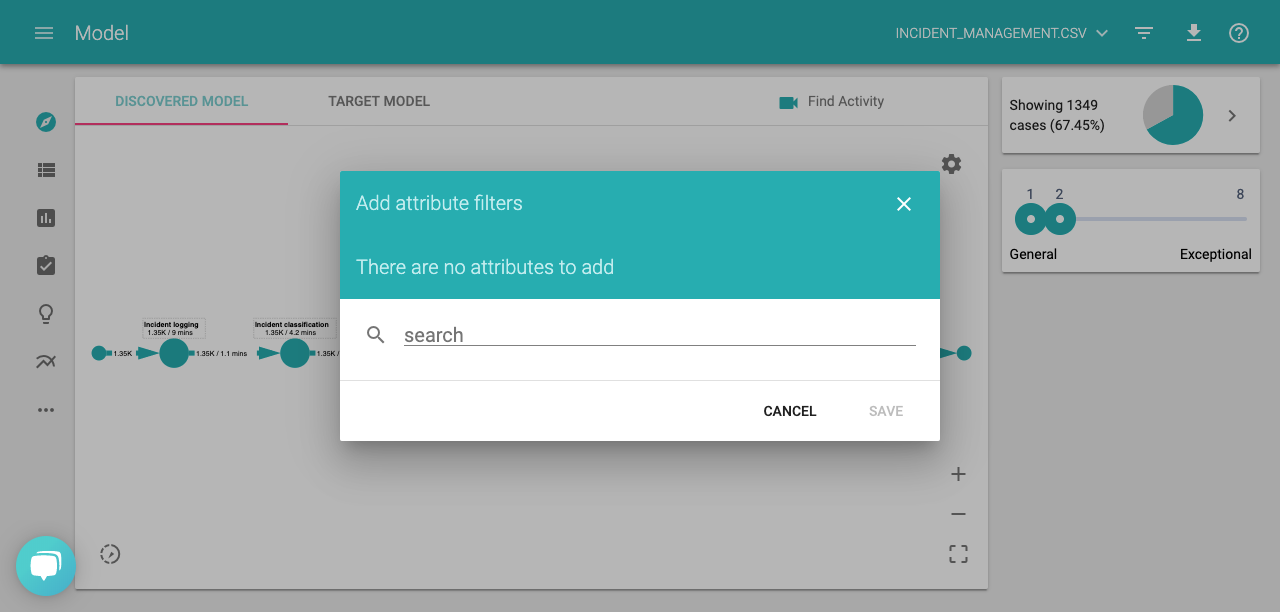 Model
INCIDENT_MANAGEMENT.CSV
DISCOVERED MODEL
TARGET MODEL
Find Activity
Showing 1349
cases (67.45%)
1 2 8
General
Exceptional
Add attribute filters
There are no attributes to add
search
CANCEL
SAVE
Incident logging
1.35K / 9 mins
Incident classification
1.35K / 4.2 mins
1.35K
1.35K / 1.1 mins
1.35K /